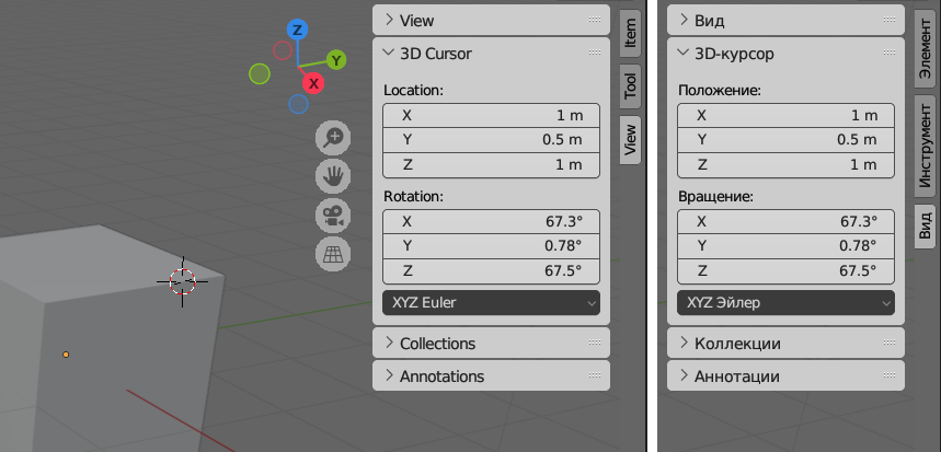 Z
Y
X
View
3D Cursor
Location:
X 1 m
Y 0.5 m
Z 1 m
Rotation:
X 67.3°
Y 0.78°
Z 67.5°
XYZ Euler
Collections
Annotations
Item
Tool
View
Вид
3D-курсор
Положение:
X 1 m
Y 0.5 m
Z 1 m
Вращение:
X 67.3°
Y 0.78°
Z 67.5°
XYZ Эйлер
Коллекции
Аннотации
Элемент
Инструмент
Вид